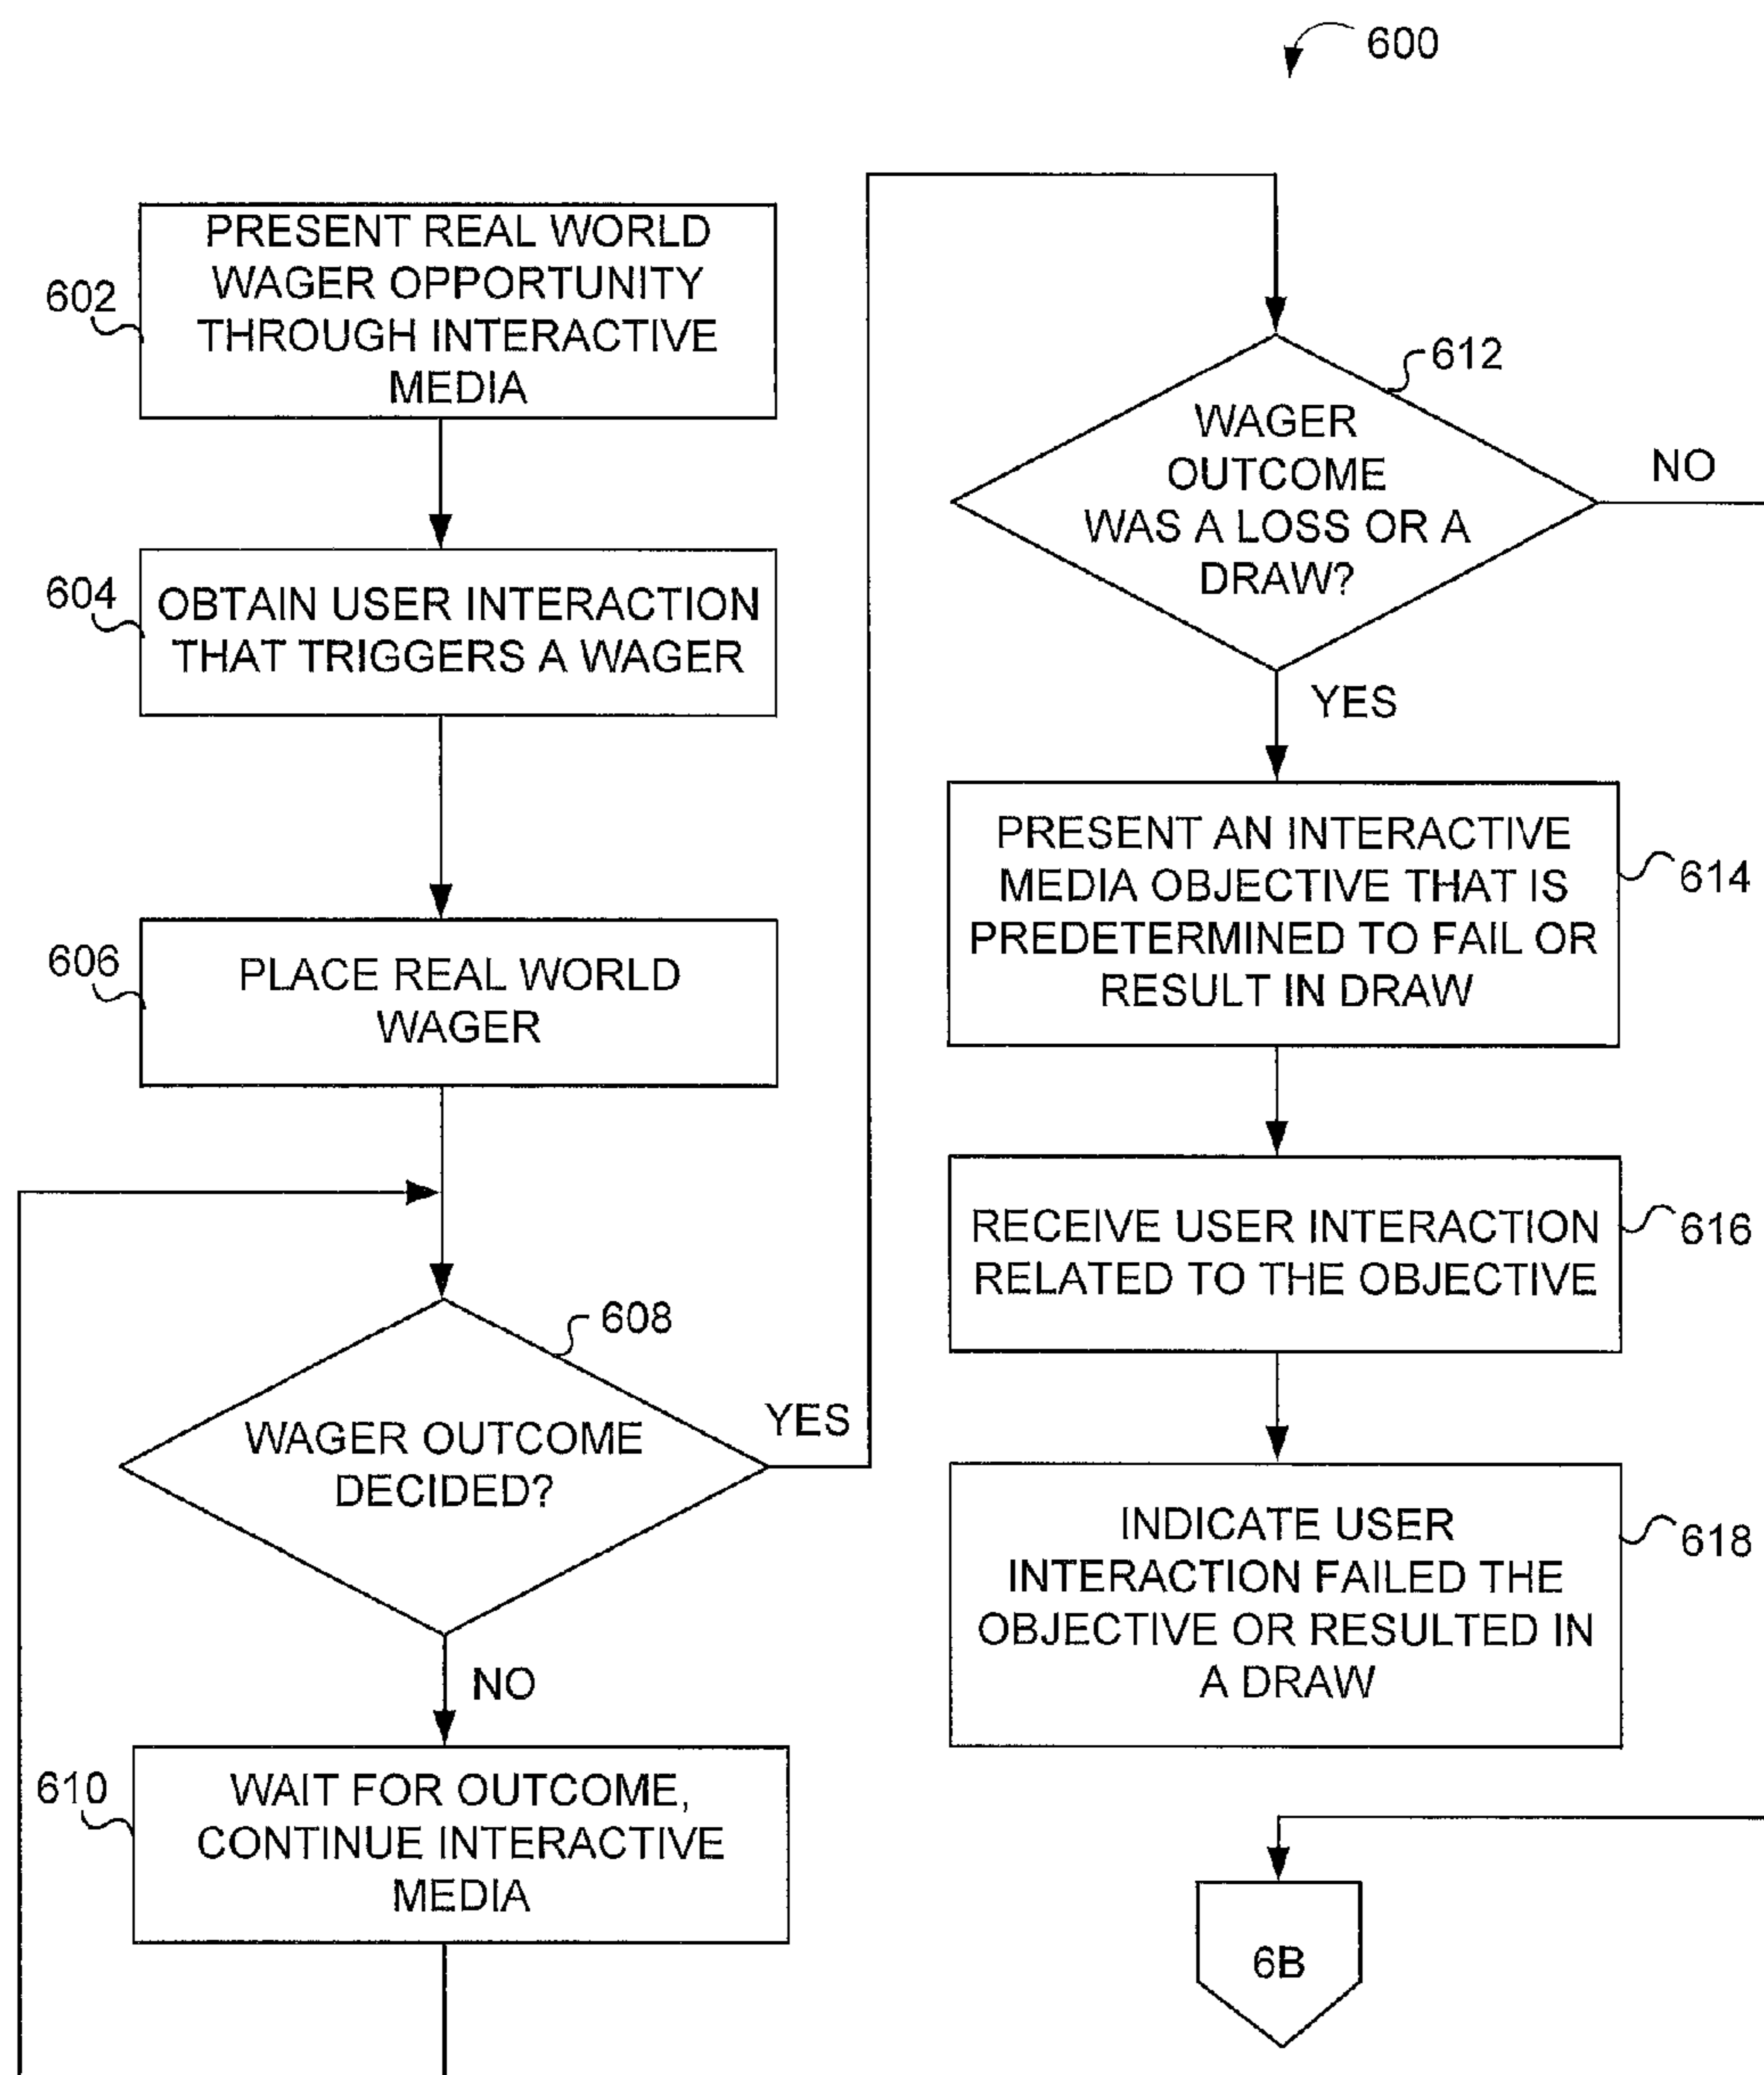 600
602
PRESENT REAL WORLD
WAGER OPPORTUNITY
THROUGH INTERACTIVE
MEDIA
604
OBTAIN USER INTERACTION
THAT TRIGGERS A WAGER
606
PLACE REAL WORLD
WAGER
608
WAGER OUTCOME
DECIDED?
YES
NO
610
WAIT FOR OUTCOME,
CONTINUE INTERACTIVE
MEDIA
612
WAGER
OUTCOME
WAS A LOSS OR A
DRAW?
NO
YES
PRESENT AN INTERACTIVE
MEDIA OBJECTIVE THAT IS
PREDETERMINED TO FAIL OR
RESULT IN DRAW
614
RECEIVE USER INTERACTION
RELATED TO THE OBJECTIVE
616
INDICATE USER
INTERACTION FAILED THE
OBJECTIVE OR RESULTED IN
A DRAW
618
6B